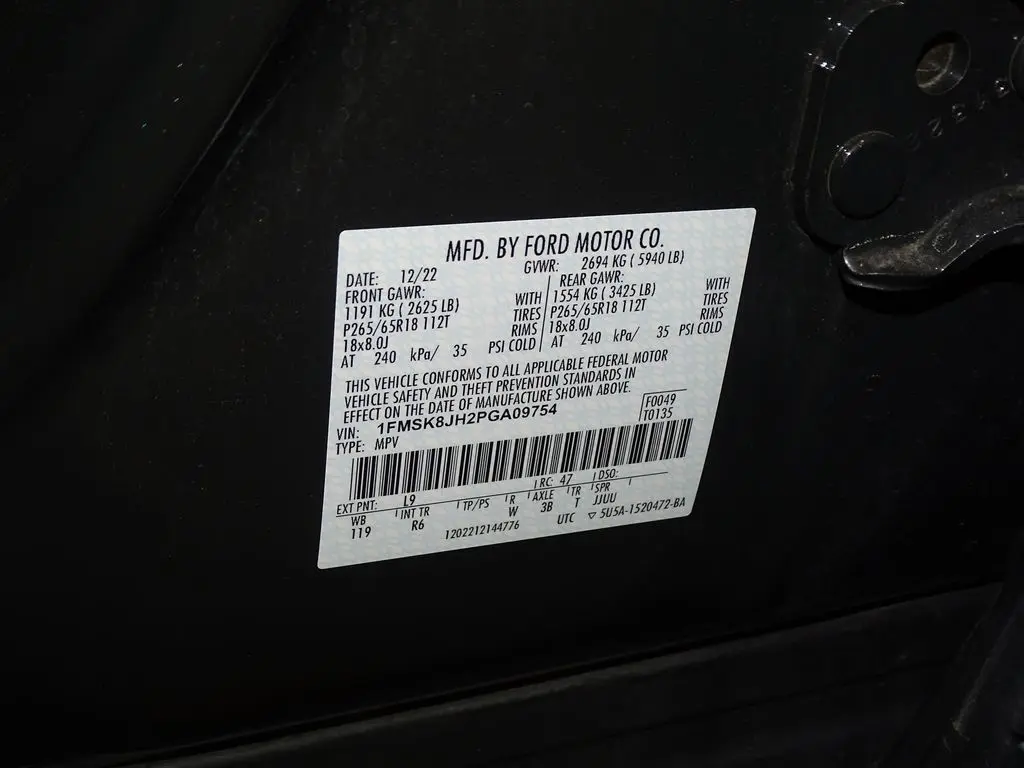 MFD. BY FORD MOTOR CO.
DATE: 12/22 GVWR: 2694 KG ( 5940 LB)
FRONT GAWR: REAR GAWR:
1191 KG ( 2625 LB) WITH 1554 KG ( 3425 LB) WITH
P265/65R18 112T TIRES P265/65R18 112T TIRES
18x8.0J RIMS 18x8.0J RIMS
AT 240 kPa/ 35 PSI COLD AT 240 kPa/ 35 PSI COLD
THIS VEHICLE CONFORMS TO ALL APPLICABLE FEDERAL MOTOR
VEHICLE SAFETY AND THEFT PREVENTION STANDARDS IN
EFFECT ON THE DATE OF MANUFACTURE SHOWN ABOVE.
VIN: 1FMSK8JH2PGA09754 F0049
TYPE: MPV T0135
EXT PNT: L9 RC: 47 DSO:
WB INT TR TP/PS R AXLE TR SPR
119 R6 W 3B T JJUU
1202212144776 UTC ▽ 5U5A-1520472-BA